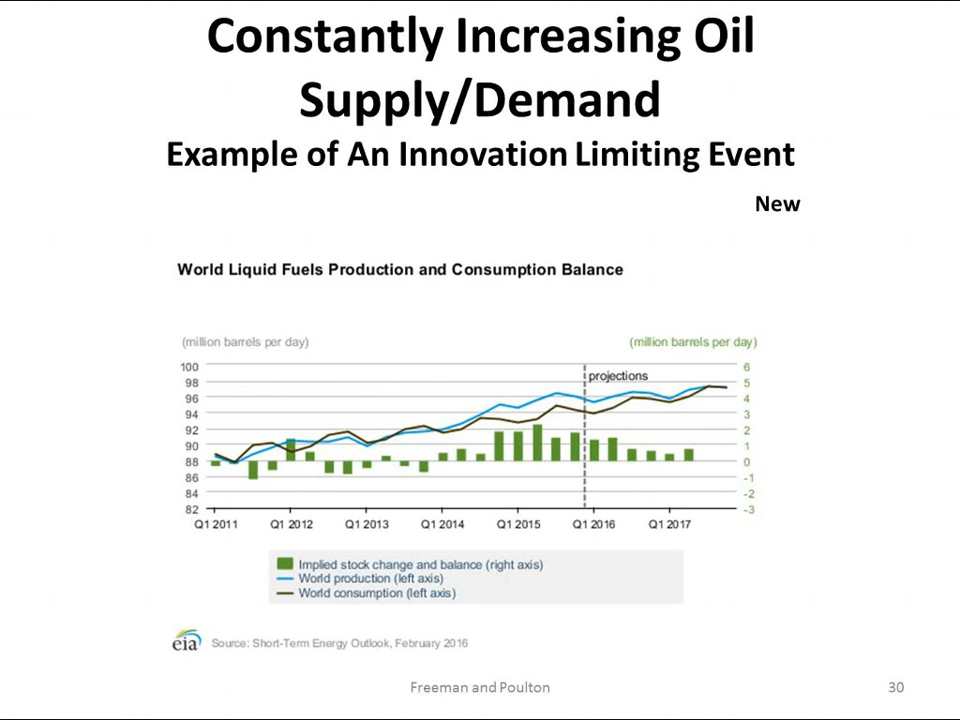 Constantly Increasing Oil
Supply/Demand
Example of An Innovation Limiting Event
New
World Liquid Fuels Production and Consumption Balance
(million barrels per day)
(million barrels per day)
100
98
96
94
92
90
88
86
84
82
6
5
4
3
2
1
0
-1
-2
-3
projections
Q1 2011 Q1 2012 Q1 2013 Q1 2014 Q1 2015 Q1 2016 Q1 2017
Implied stock change and balance (right axis)
World production (left axis)
World consumption (left axis)
eia Source: Short-Term Energy Outlook, February 2016
Freeman and Poulton 30